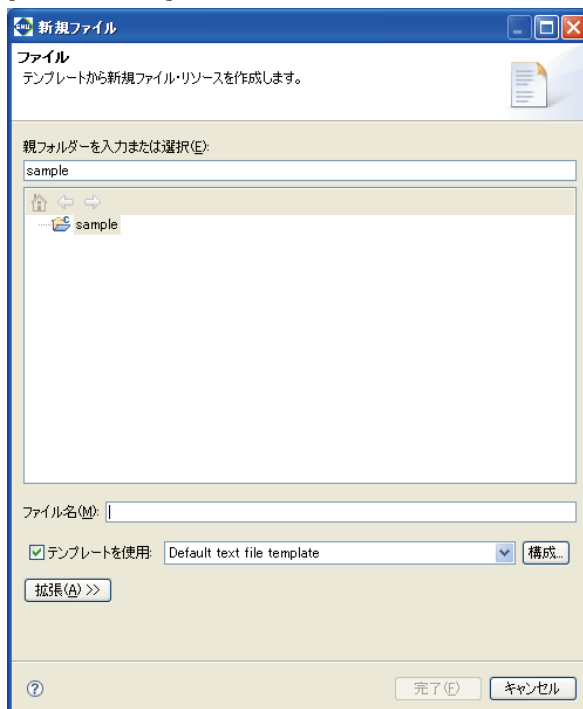 新規ファイル
ファイル
テンプレートから新規ファイル・リソースを作成します。
親フォルダーを入力または選択(E):
sample
sample
ファイル名(M):
テンプレートを使用: Default text file template 構成...
拡張(A) >>
完了(F) キャンセル